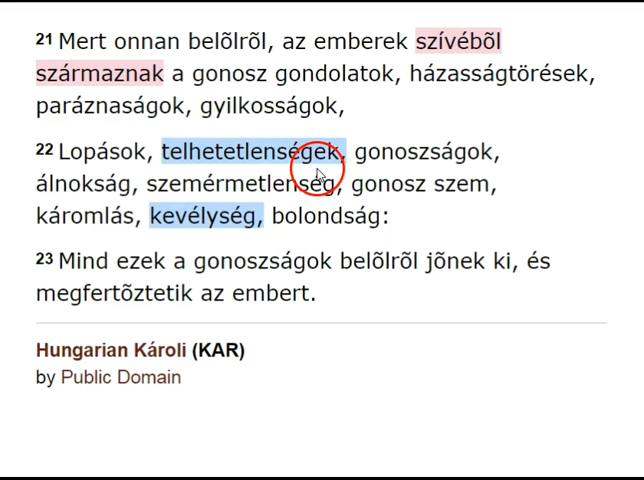 21 Mert onnan belõlrõl, az emberek szívébõl
származnak a gonosz gondolatok, házasságtörések,
paráznaságok, gyilkosságok,
22 Lopások, telhetetlenségek, gonoszságok,
álnokság, szemérmetlenség, gonosz szem,
káromlás, kevélység, bolondság:
23 Mind ezek a gonoszságok belõlrõl jõnek ki, és
megfertõztetik az embert.
Hungarian Károli (KAR)
by Public Domain